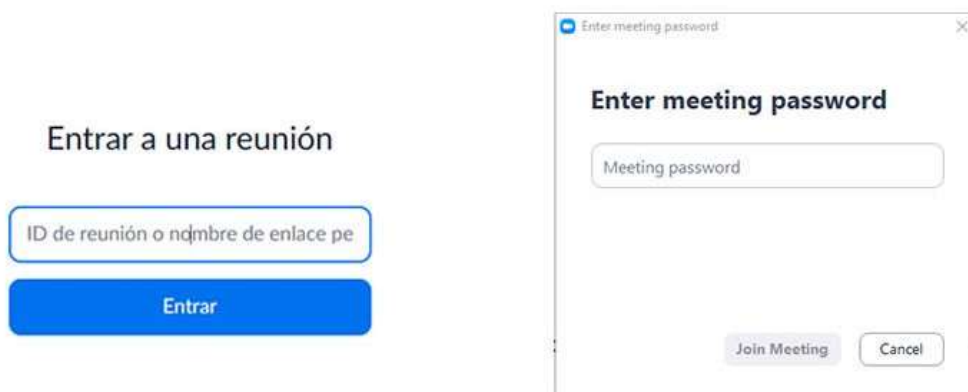 Entrar a una reunión
ID de reunión o nombre de enlace pe
Entrar
Enter meeting password
Enter meeting password
Meeting password
Join Meeting
Cancel